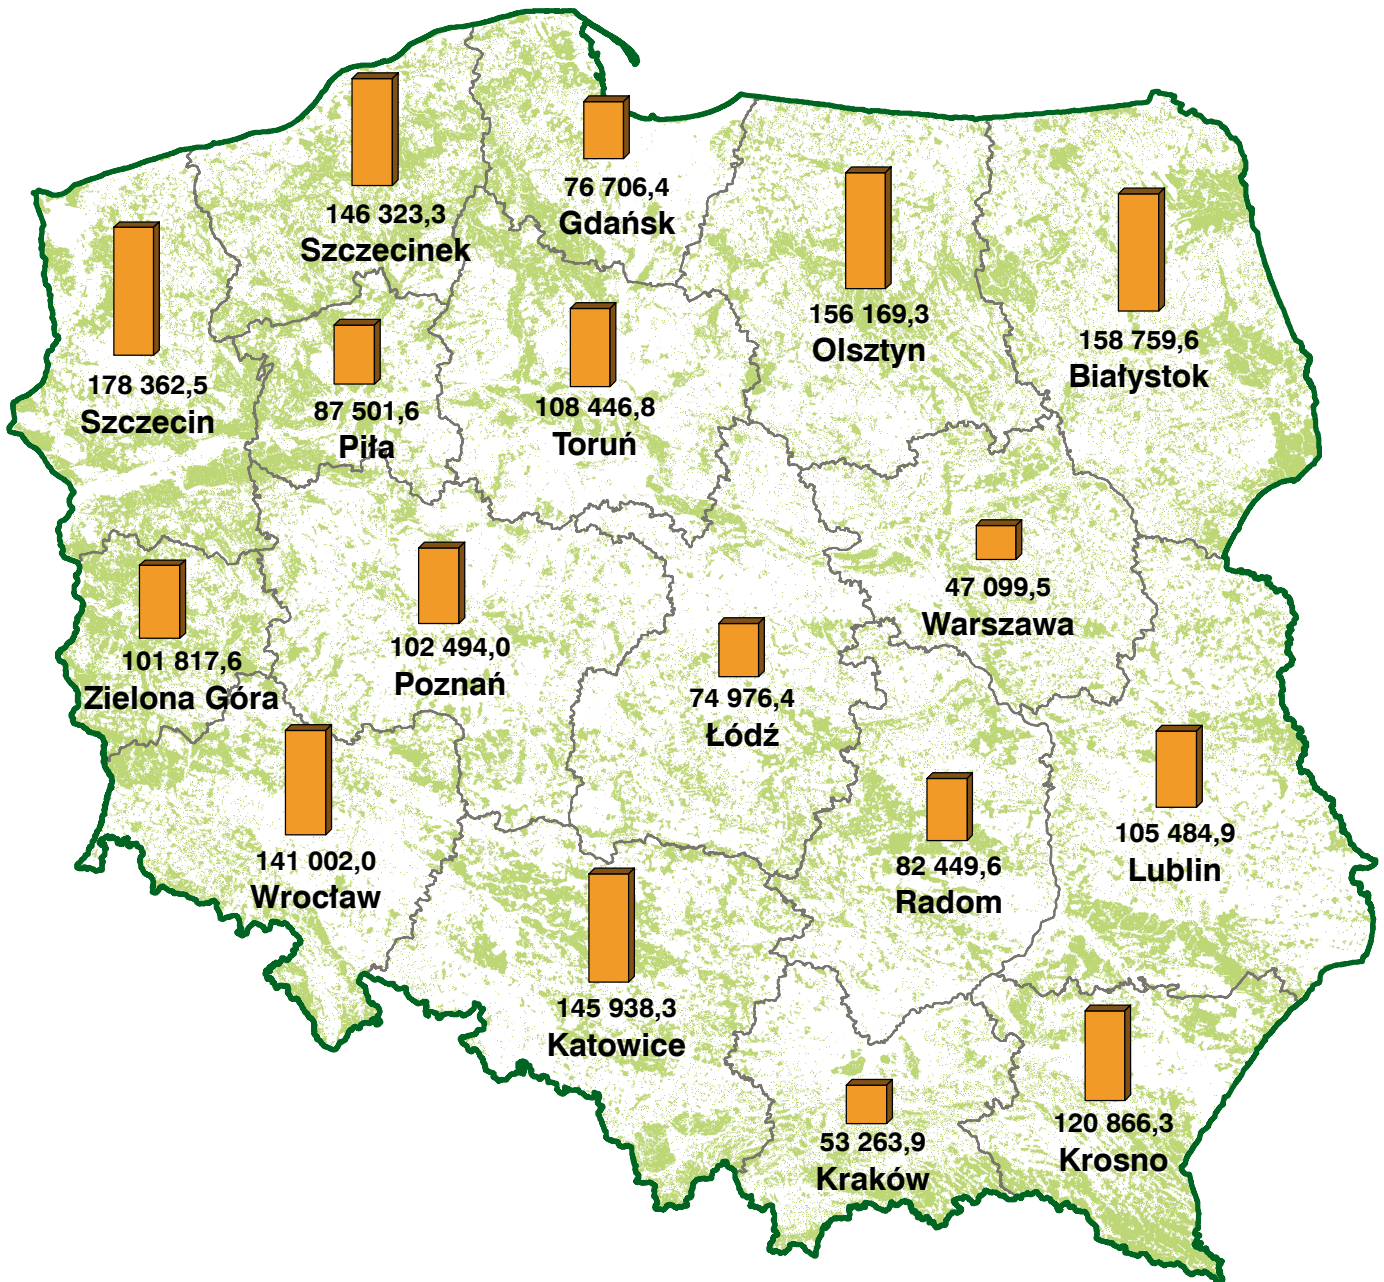 146 323,3
Szczecinek
76 706,4
Gdańsk
156 169,3
Olsztyn
158 759,6
Białystok
178 362,5
Szczecin
87 501,6
Piła
108 446,8
Toruń
47 099,5
Warszawa
101 817,6
Zielona Góra
102 494,0
Poznań
74 976,4
Łódź
141 002,0
Wrocław
82 449,6
Radom
105 484,9
Lublin
145 938,3
Katowice
53 263,9
Kraków
120 866,3
Krosno